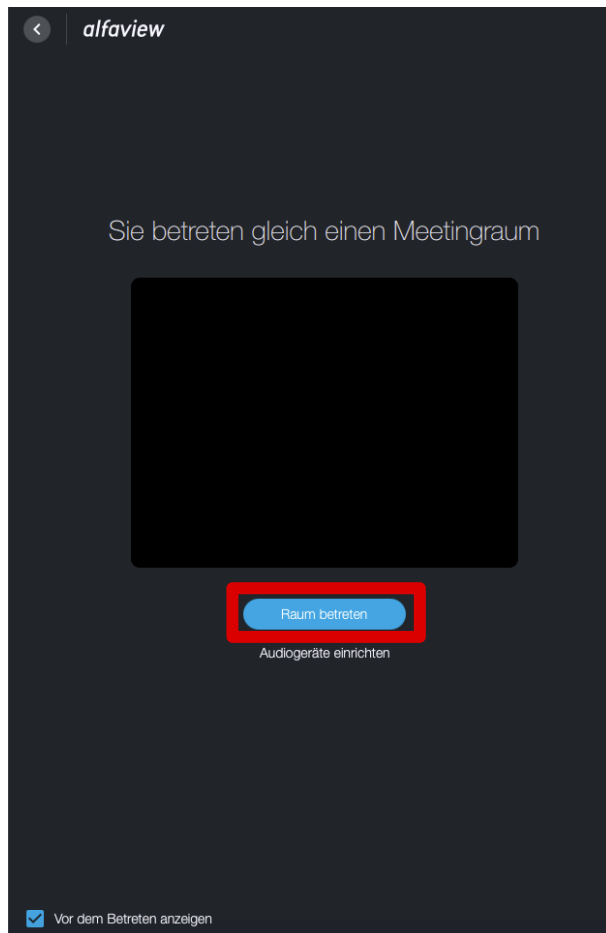 alfaview
Sie betreten gleich einen Meetingraum
Raum betreten
Audiogeräte einrichten
Vor dem Betreten anzeigen